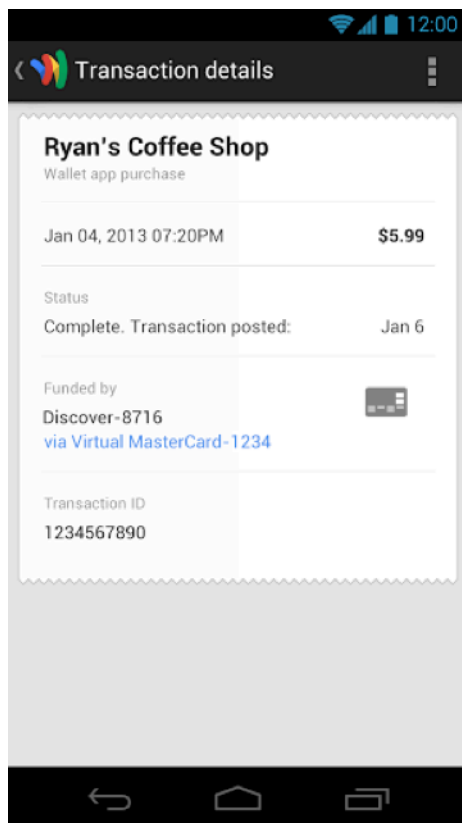 12:00
Transaction details
Ryan's Coffee Shop
Wallet app purchase
Jan 04, 2013 07:20PM $5.99
Status
Complete. Transaction posted: Jan 6
Funded by
Discover-8716
via Virtual MasterCard-1234
Transaction ID
1234567890